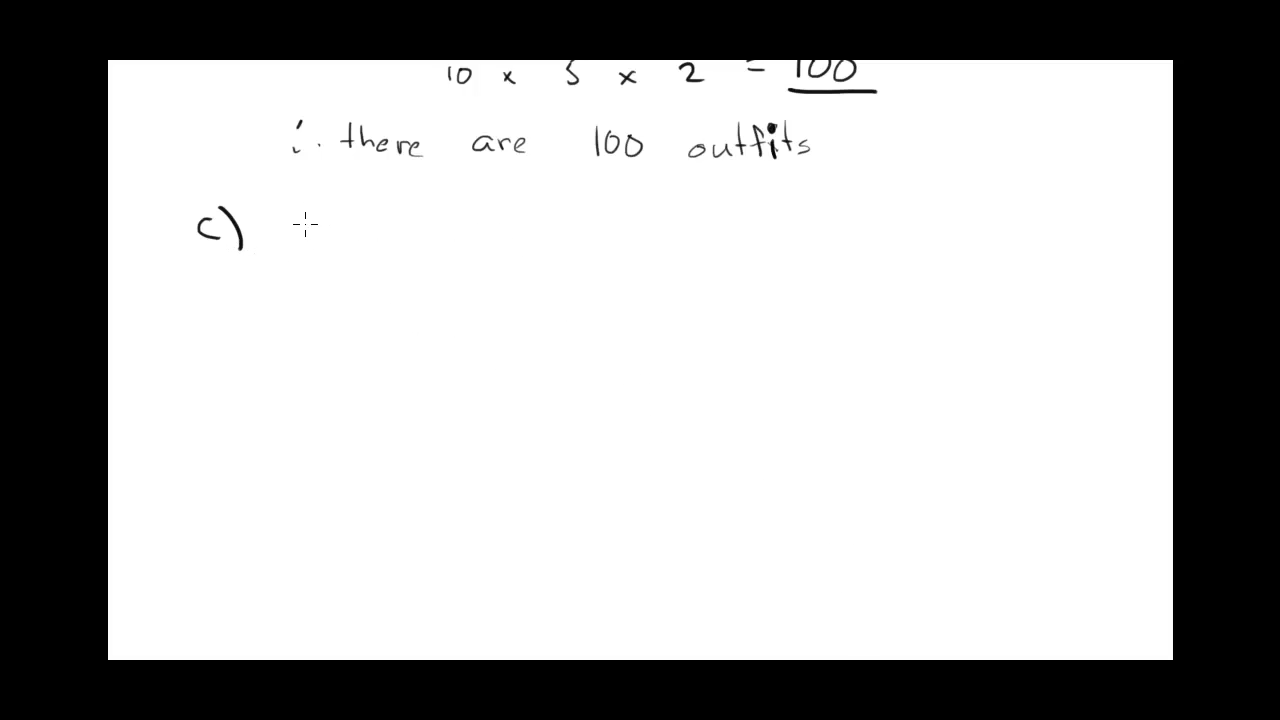 10 x 5 x 2 = 100
∴ there are 100 outfits
c)